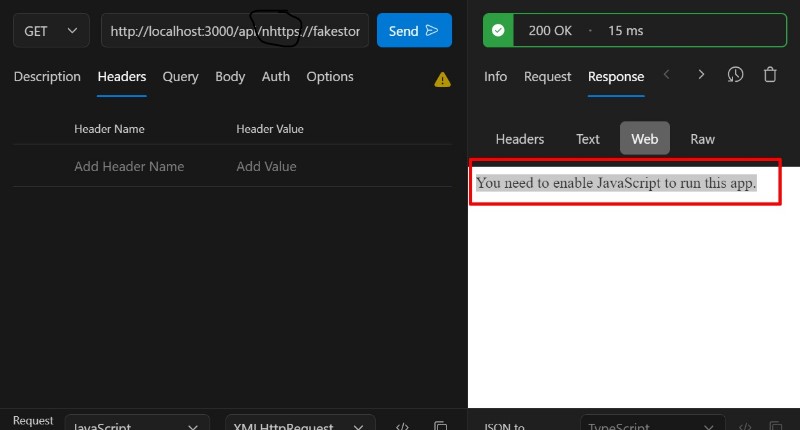 GET http://localhost:3000/api/nhttps://fakestor Send
Description Headers Query Body Auth Options
Header Name Header Value
Add Header Name Add Value
Request JavaScript XMLHttpRequest
200 OK · 15 ms
Info Request Response
Headers Text Web Raw
You need to enable JavaScript to run this app.
JSON to TypeScript